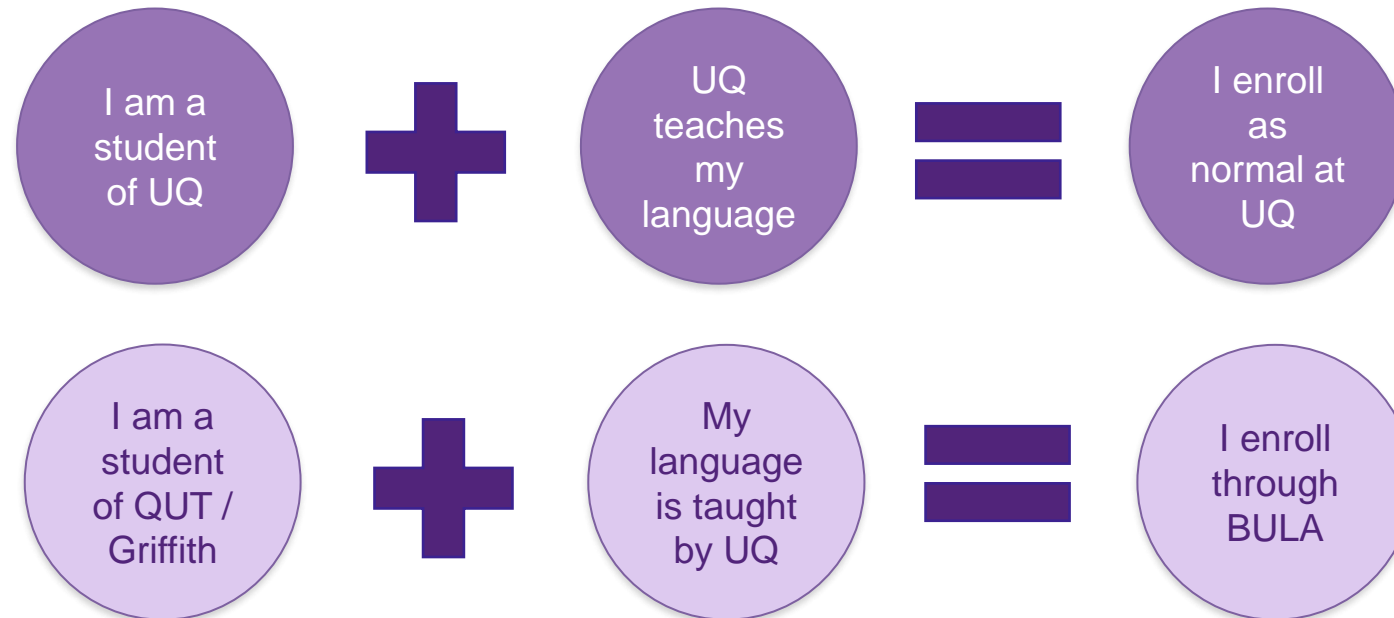 I am a
student
of UQ
UQ
teaches
my
language
I enroll
as
normal at
UQ
I am a
student
of QUT /
Griffith
My
language
is taught
by UQ
I enroll
through
BULA